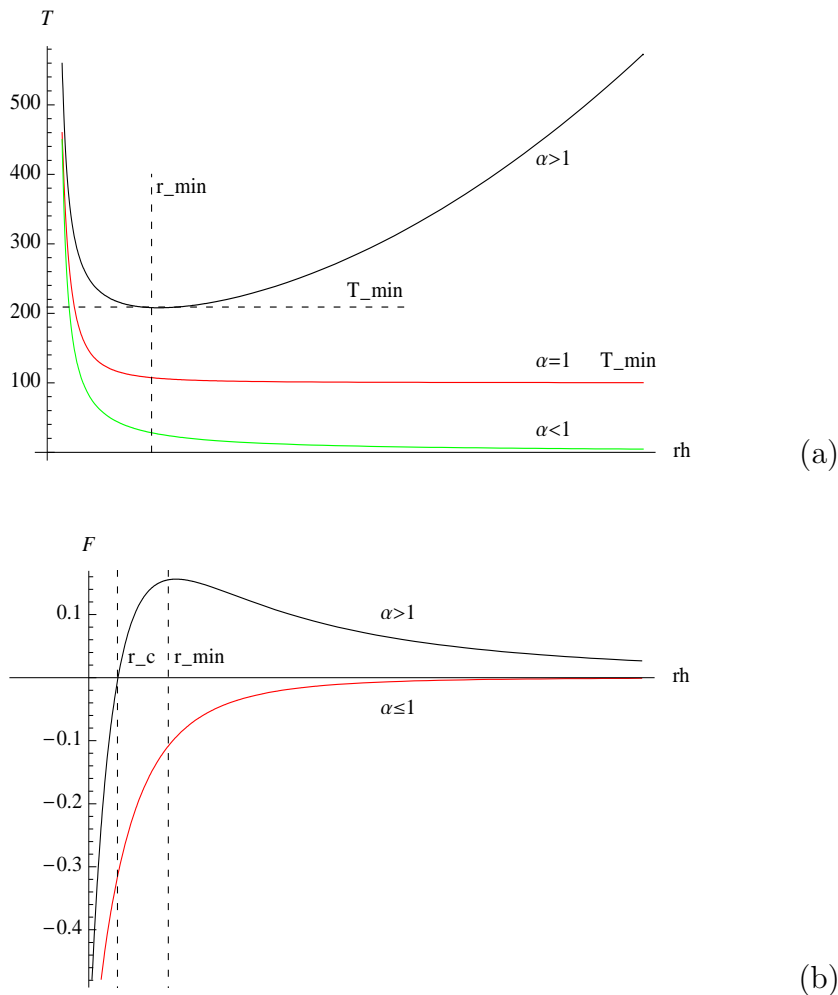 T
500
400
300
200
100
r_min
T_min
α>1
α=1
T_min
α<1
rh
(a)
F
0.1
−0.1
−0.2
−0.3
−0.4
r_c
r_min
α>1
α≤1
rh
(b)